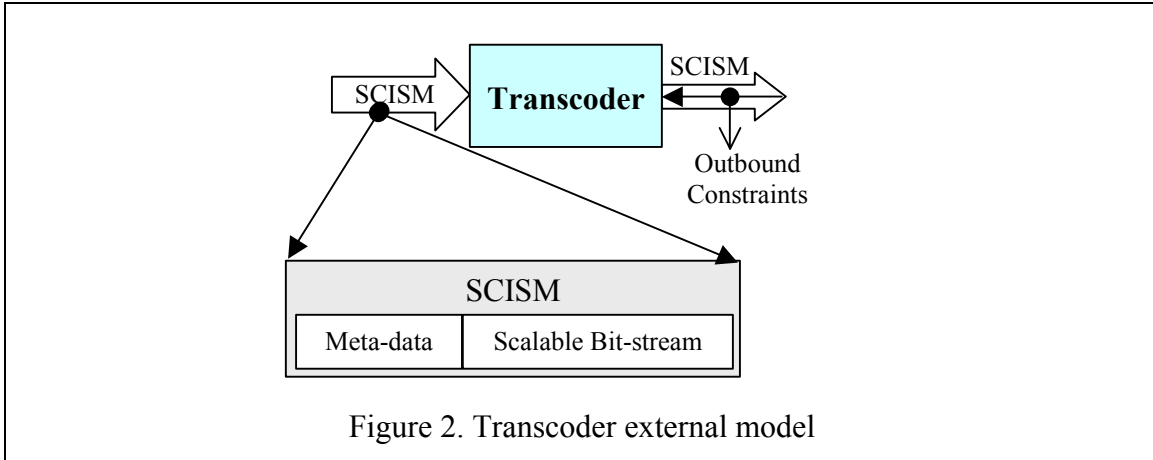 SCISM
Transcoder
SCISM
Outbound
Constraints
SCISM
Meta-data
Scalable Bit-stream
Figure 2. Transcoder external model